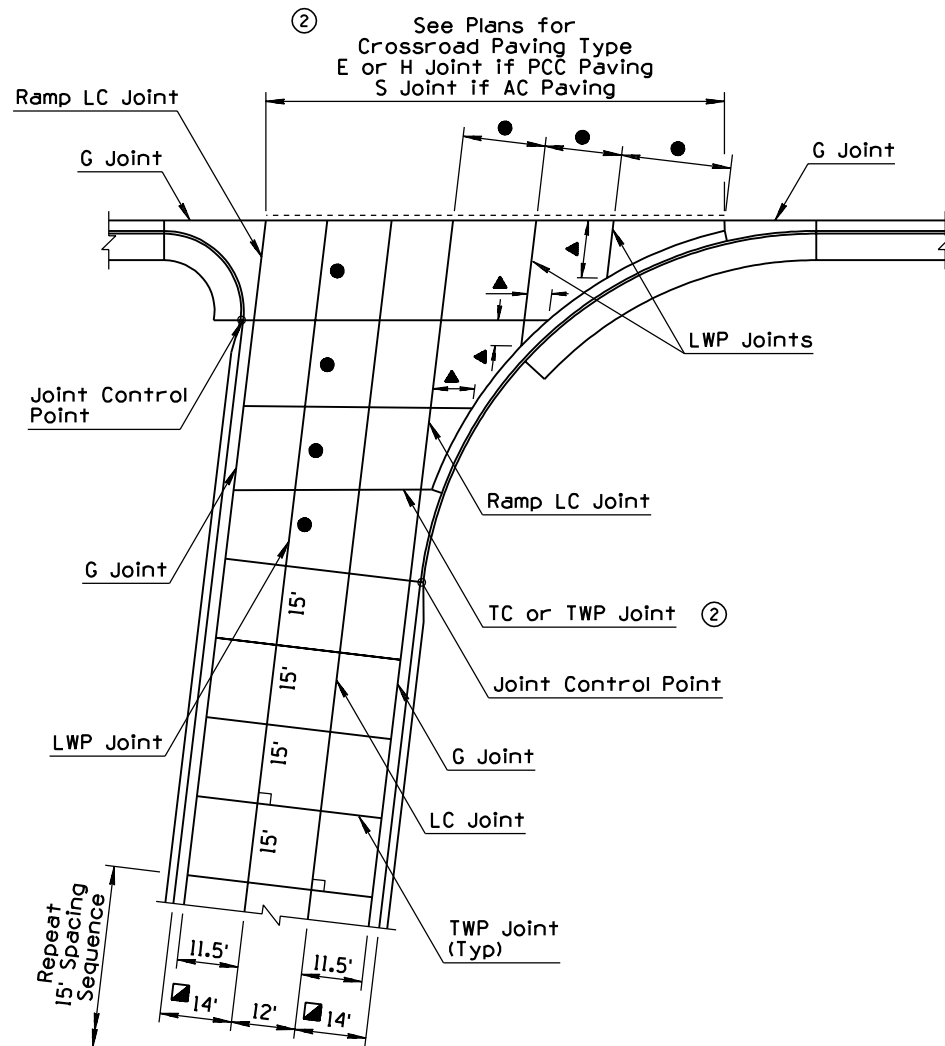 2
See Plans for
Crossroad Paving Type
E or H Joint if PCC Paving
S Joint if AC Paving
Ramp LC Joint
G Joint
G Joint
LWP Joints
Joint Control
Point
Ramp LC Joint
G Joint
TC or TWP Joint 2
15'
Joint Control Point
15'
LWP Joint
15'
G Joint
LC Joint
15'
TWP Joint
(Typ)
Repeat
15' Spacing
Sequence
11.5'
11.5'
14'
12'
14'